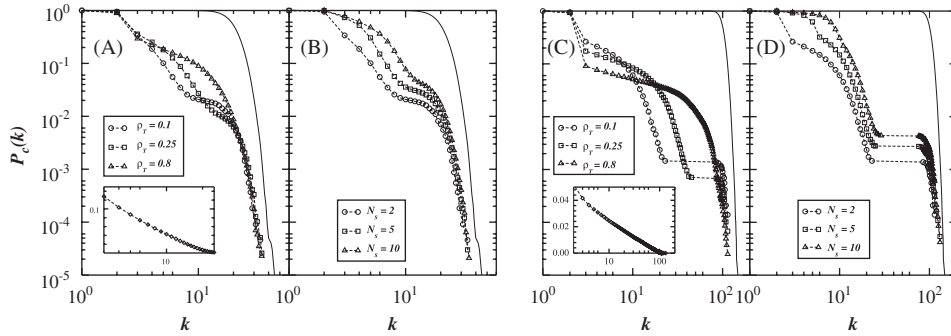 P_c(k)
10^0
10^-1
10^-2
10^-3
10^-4
10^-5
(A)
ρ_r = 0.1
ρ_r = 0.25
ρ_r = 0.8
0.1
10
10^0
10^1
k
(B)
N_s = 2
N_s = 5
N_s = 10
10^0
10^1
k
(C)
ρ_r = 0.1
ρ_r = 0.25
ρ_r = 0.8
0.04
0.02
0.00
10
100
10^0
10^1
10^2
k
(D)
N_s = 2
N_s = 5
N_s = 10
10^0
10^1
10^2
k